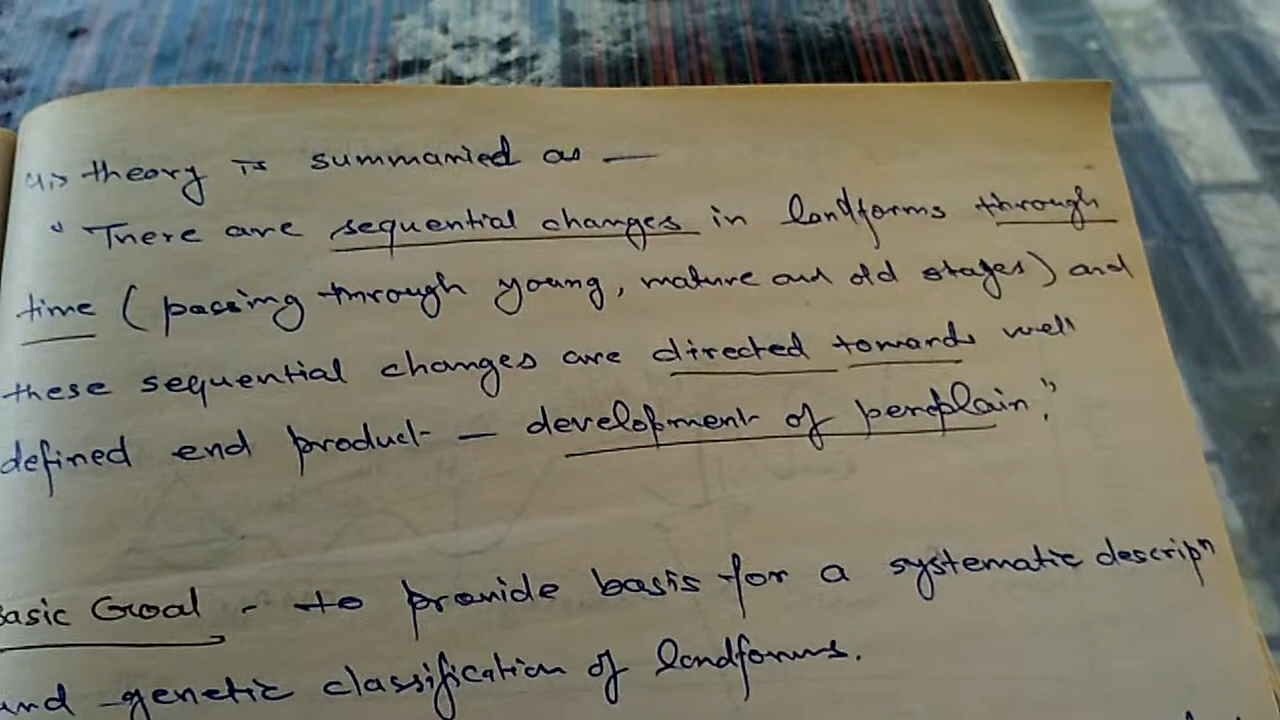 His theory is summaried as —
"There are sequential changes in landforms through
time (passing through young, mature and old stages) and
these sequential changes are directed towards well
defined end product — development of peneplain."
Basic Goal - to provide basis for a systematic descripⁿ
and genetic classification of landforms.